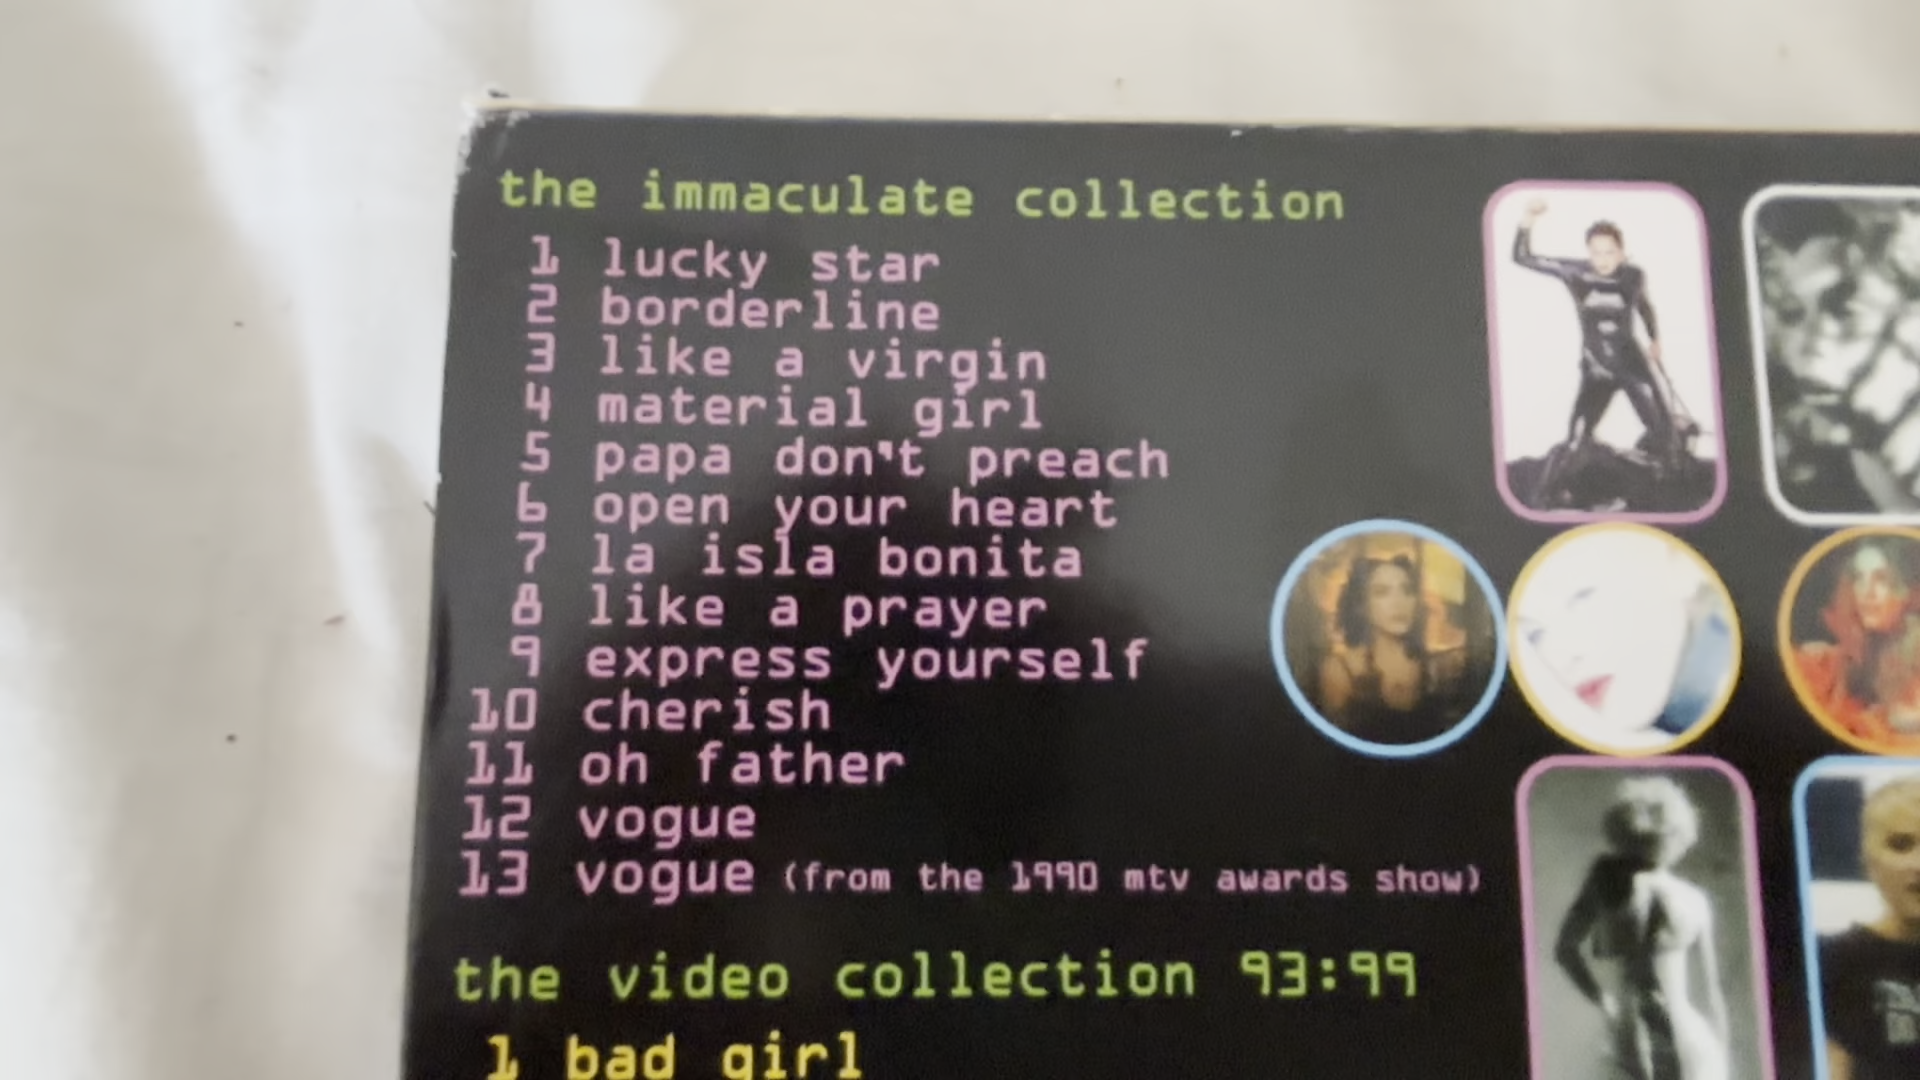 the immaculate collection
1 lucky star
2 borderline
3 like a virgin
4 material girl
5 papa don't preach
6 open your heart
7 la isla bonita
8 like a prayer
9 express yourself
10 cherish
11 oh father
12 vogue
13 vogue (from the 1990 mtv awards show)
the video collection 93:99
1 bad girl